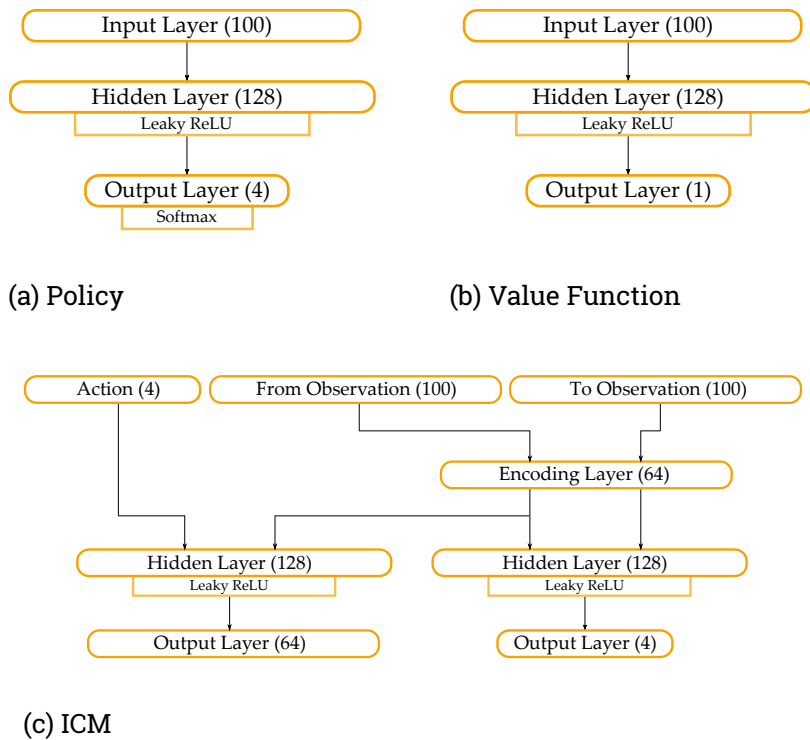 Input Layer (100)
Input Layer (100)
Hidden Layer (128)
Hidden Layer (128)
Leaky ReLU
Leaky ReLU
Output Layer (4)
Output Layer (1)
Softmax
(a) Policy
(b) Value Function
Action (4)
From Observation (100)
To Observation (100)
Encoding Layer (64)
Hidden Layer (128)
Hidden Layer (128)
Leaky ReLU
Leaky ReLU
Output Layer (64)
Output Layer (4)
(c) ICM